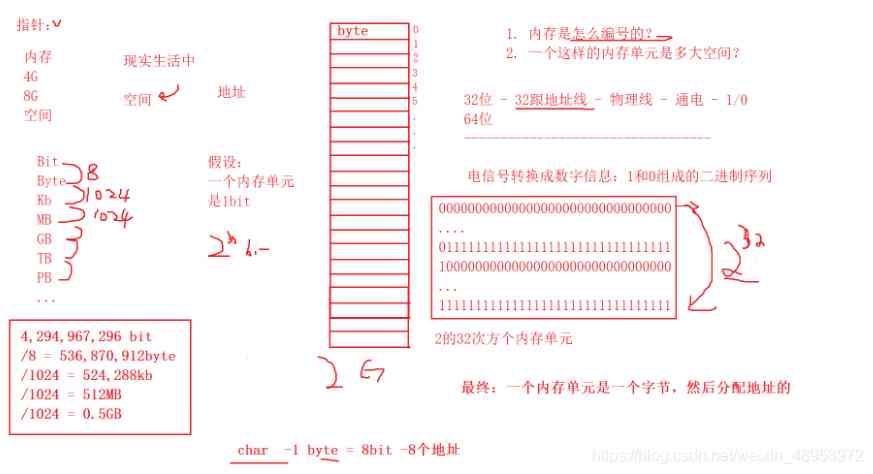 指针:
内存
4G
8G
空间
现实生活中
空间
地址
Bit
Byte
Kb
MB
GB
TB
PB
...
8
1024
1024
假设:
一个内存单元
是1bit
4,294,967,296 bit
/8 = 536,870,912byte
/1024 = 524,288kb
/1024 = 512MB
/1024 = 0.5GB
byte
0
1
2
3
4
5
.
.
.
2G
1. 内存是怎么编号的?
2. 一个这样的内存单元是多大空间?
32位 - 32跟地址线 - 物理线 - 通电 - 1/0
64位
电信号转换成数字信息: 1和0组成的二进制序列
00000000000000000000000000000000
....
01111111111111111111111111111111
10000000000000000000000000000000
...
11111111111111111111111111111111
2^32
2的32次方个内存单元
最终: 一个内存单元是一个字节, 然后分配地址的
char -1 byte = 8bit -8个地址
https://blog.csdn.net/weixin_48953972